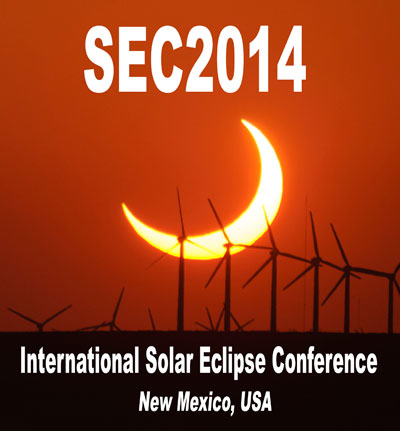 SEC2014
International Solar Eclipse Conference
New Mexico, USA